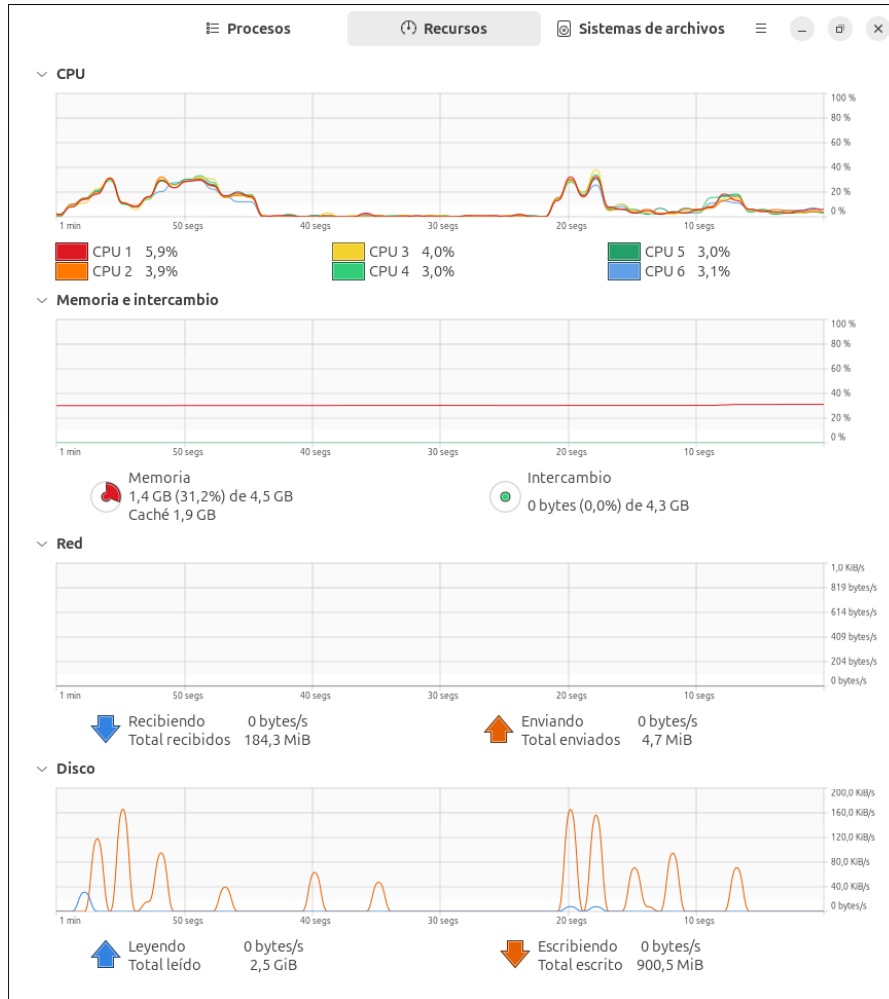 Procesos Recursos Sistemas de archivos
CPU
100 %
80 %
60 %
40 %
20 %
0 %
1 min 50 segs 40 segs 30 segs 20 segs 10 segs
CPU 1 5,9% CPU 3 4,0% CPU 5 3,0%
CPU 2 3,9% CPU 4 3,0% CPU 6 3,1%
Memoria e intercambio
100 %
80 %
60 %
40 %
20 %
0 %
1 min 50 segs 40 segs 30 segs 20 segs 10 segs
Memoria Intercambio
1,4 GB (31,2%) de 4,5 GB 0 bytes (0,0%) de 4,3 GB
Caché 1,9 GB
Red
1,0 KiB/s
819 bytes/s
614 bytes/s
409 bytes/s
204 bytes/s
0 bytes/s
1 min 50 segs 40 segs 30 segs 20 segs 10 segs
Recibiendo 0 bytes/s Enviando 0 bytes/s
Total recibidos 184,3 MiB Total enviados 4,7 MiB
Disco
200,0 KiB/s
160,0 KiB/s
120,0 KiB/s
80,0 KiB/s
40,0 KiB/s
0 bytes/s
1 min 50 segs 40 segs 30 segs 20 segs 10 segs
Leyendo 0 bytes/s Escribiendo 0 bytes/s
Total leído 2,5 GiB Total escrito 900,5 MiB